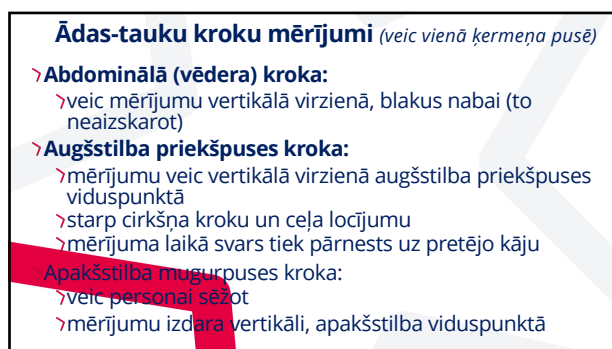 Ādas-tauku kroku mērījumi (veic vienā ķermeņa pusē)
Abdominālā (vēdera) kroka:
veic mērījumu vertikālā virzienā, blakus nabai (to
neaizskarot)
Augšstilba priekšpuses kroka:
mērījumu veic vertikālā virzienā augšstilba priekšpuses
viduspunktā
starp cirkšņa kroku un ceļa locījumu
mērījuma laikā svars tiek pārnests uz pretējo kāju
Apakšstilba mugurpuses kroka:
veic personai sēžot
mērījumu izdara vertikāli, apakšstilba viduspunktā